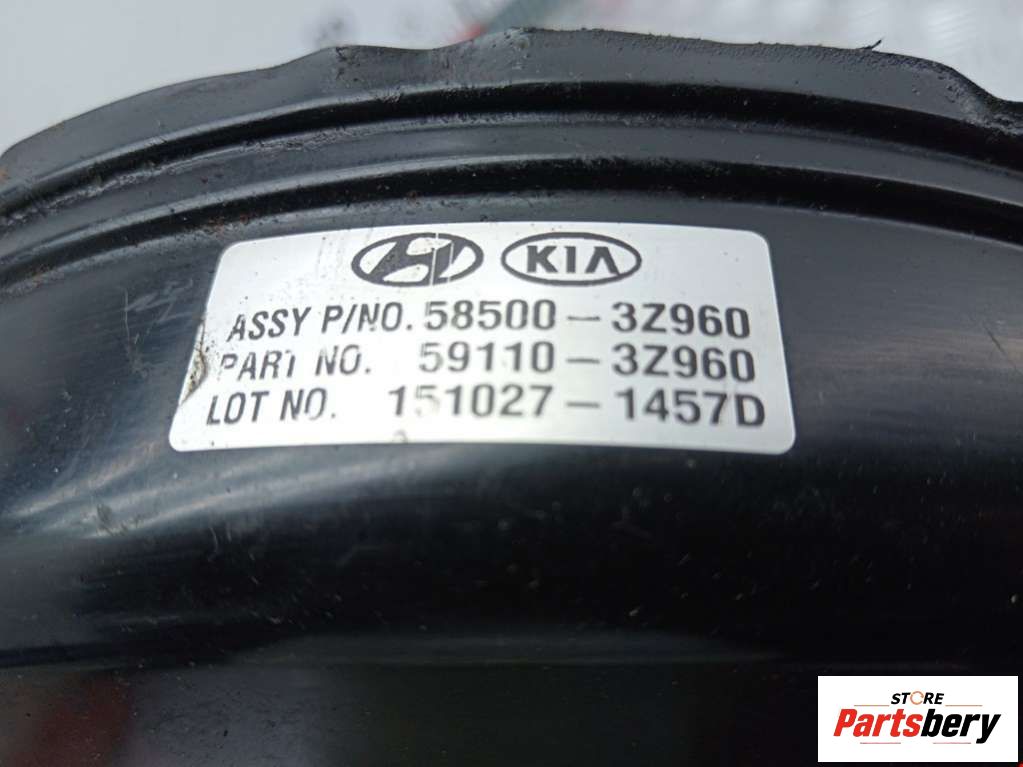 KIA
ASSY P/NO. 58500-3Z960
PART NO. 59110-3Z960
LOT NO. 151027-1457D
STORE
Partsbery